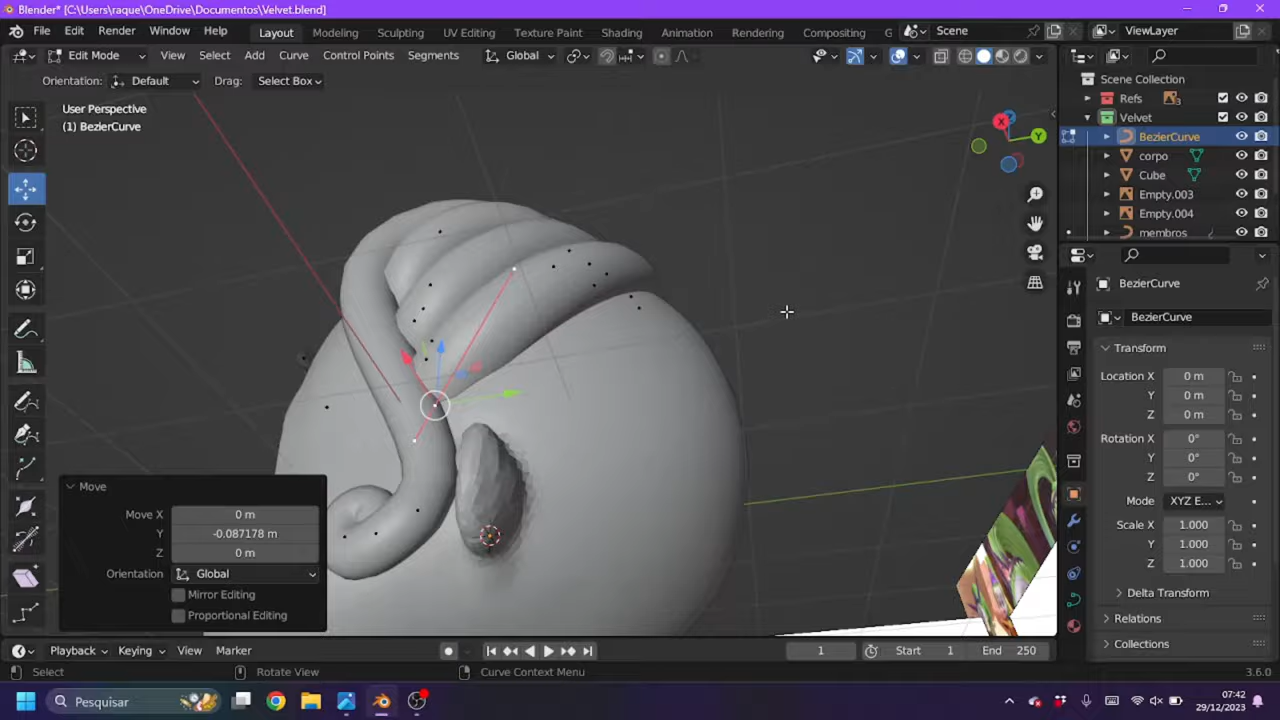 Blender* [C:\Users\raque\OneDrive\Documentos\Velvet.blend]
File Edit Render Window Help Layout Modeling Sculpting UV Editing Texture Paint Shading Animation Rendering Compositing G Scene ViewLayer
Edit Mode View Select Add Curve Control Points Segments Global
Orientation: Default Drag: Select Box
User Perspective
(1) BezierCurve
X Y
Scene Collection
Refs 3
Velvet
BezierCurve
corpo
Cube
Empty.003
Empty.004
membros
BezierCurve
BezierCurve
Transform
Location X 0 m
Y 0 m
Z 0 m
Rotation X 0°
Y 0°
Z 0°
Mode XYZ E...
Scale X 1.000
Y 1.000
Z 1.000
Delta Transform
Relations
Collections
Move
Move X 0 m
Y -0.087178 m
Z 0 m
Orientation Global
Mirror Editing
Proportional Editing
Playback Keying View Marker 1 Start 1 End 250
Select Rotate View Curve Context Menu 3.6.0
Pesquisar
07:42
29/12/2023